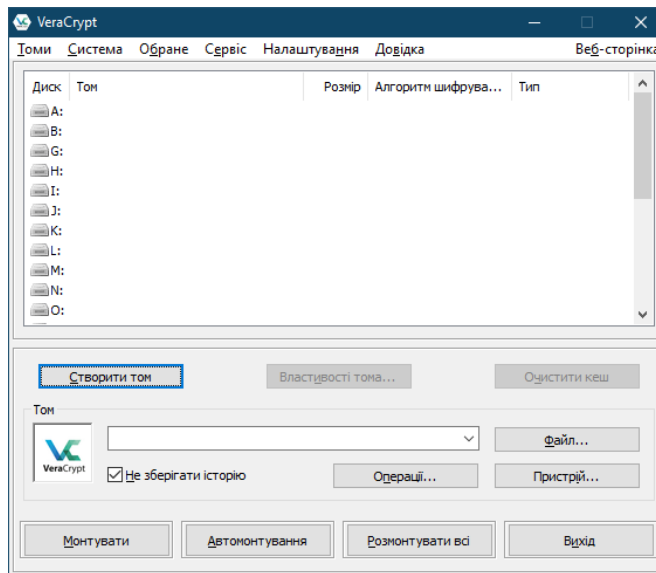 VeraCrypt
Томи Система Обране Сервіс Налаштування Довідка Веб-сторінка
Диск Том Розмір Алгоритм шифрува... Тип
A:
B:
G:
H:
I:
J:
K:
L:
M:
N:
O:
Створити том Властивості тома... Очистити кеш
Том
VeraCrypt
Файл...
Не зберігати історію Операції... Пристрій...
Монтувати Автомонтування Розмонтувати всі Вихід